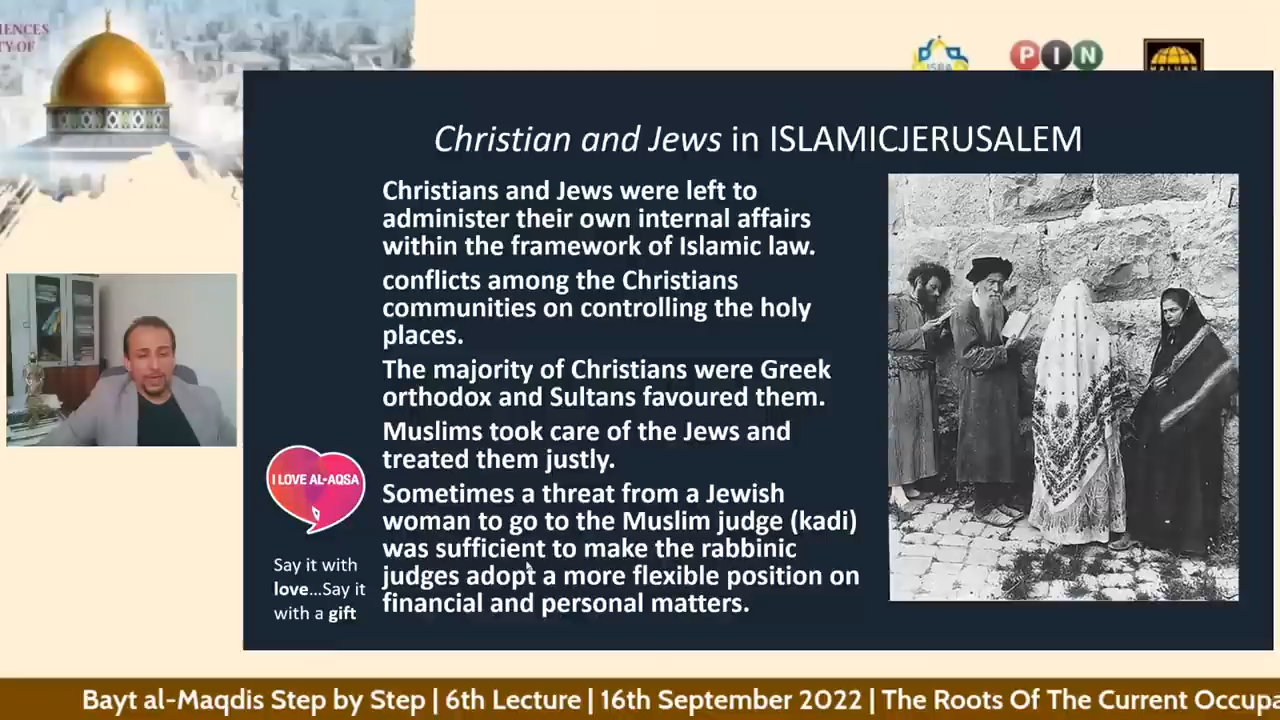 IENCES
TY OF
ISRA
PIN
Christian and Jews in ISLAMICJERUSALEM
Christians and Jews were left to
administer their own internal affairs
within the framework of Islamic law.
conflicts among the Christians
communities on controlling the holy
places.
The majority of Christians were Greek
orthodox and Sultans favoured them.
Muslims took care of the Jews and
treated them justly.
Sometimes a threat from a Jewish
woman to go to the Muslim judge (kadi)
was sufficient to make the rabbinic
judges adopt a more flexible position on
financial and personal matters.
I LOVE AL-AQSA
Say it with
love...Say it
with a gift
Bayt al-Maqdis Step by Step | 6th Lecture | 16th September 2022 | The Roots Of The Current Occupa